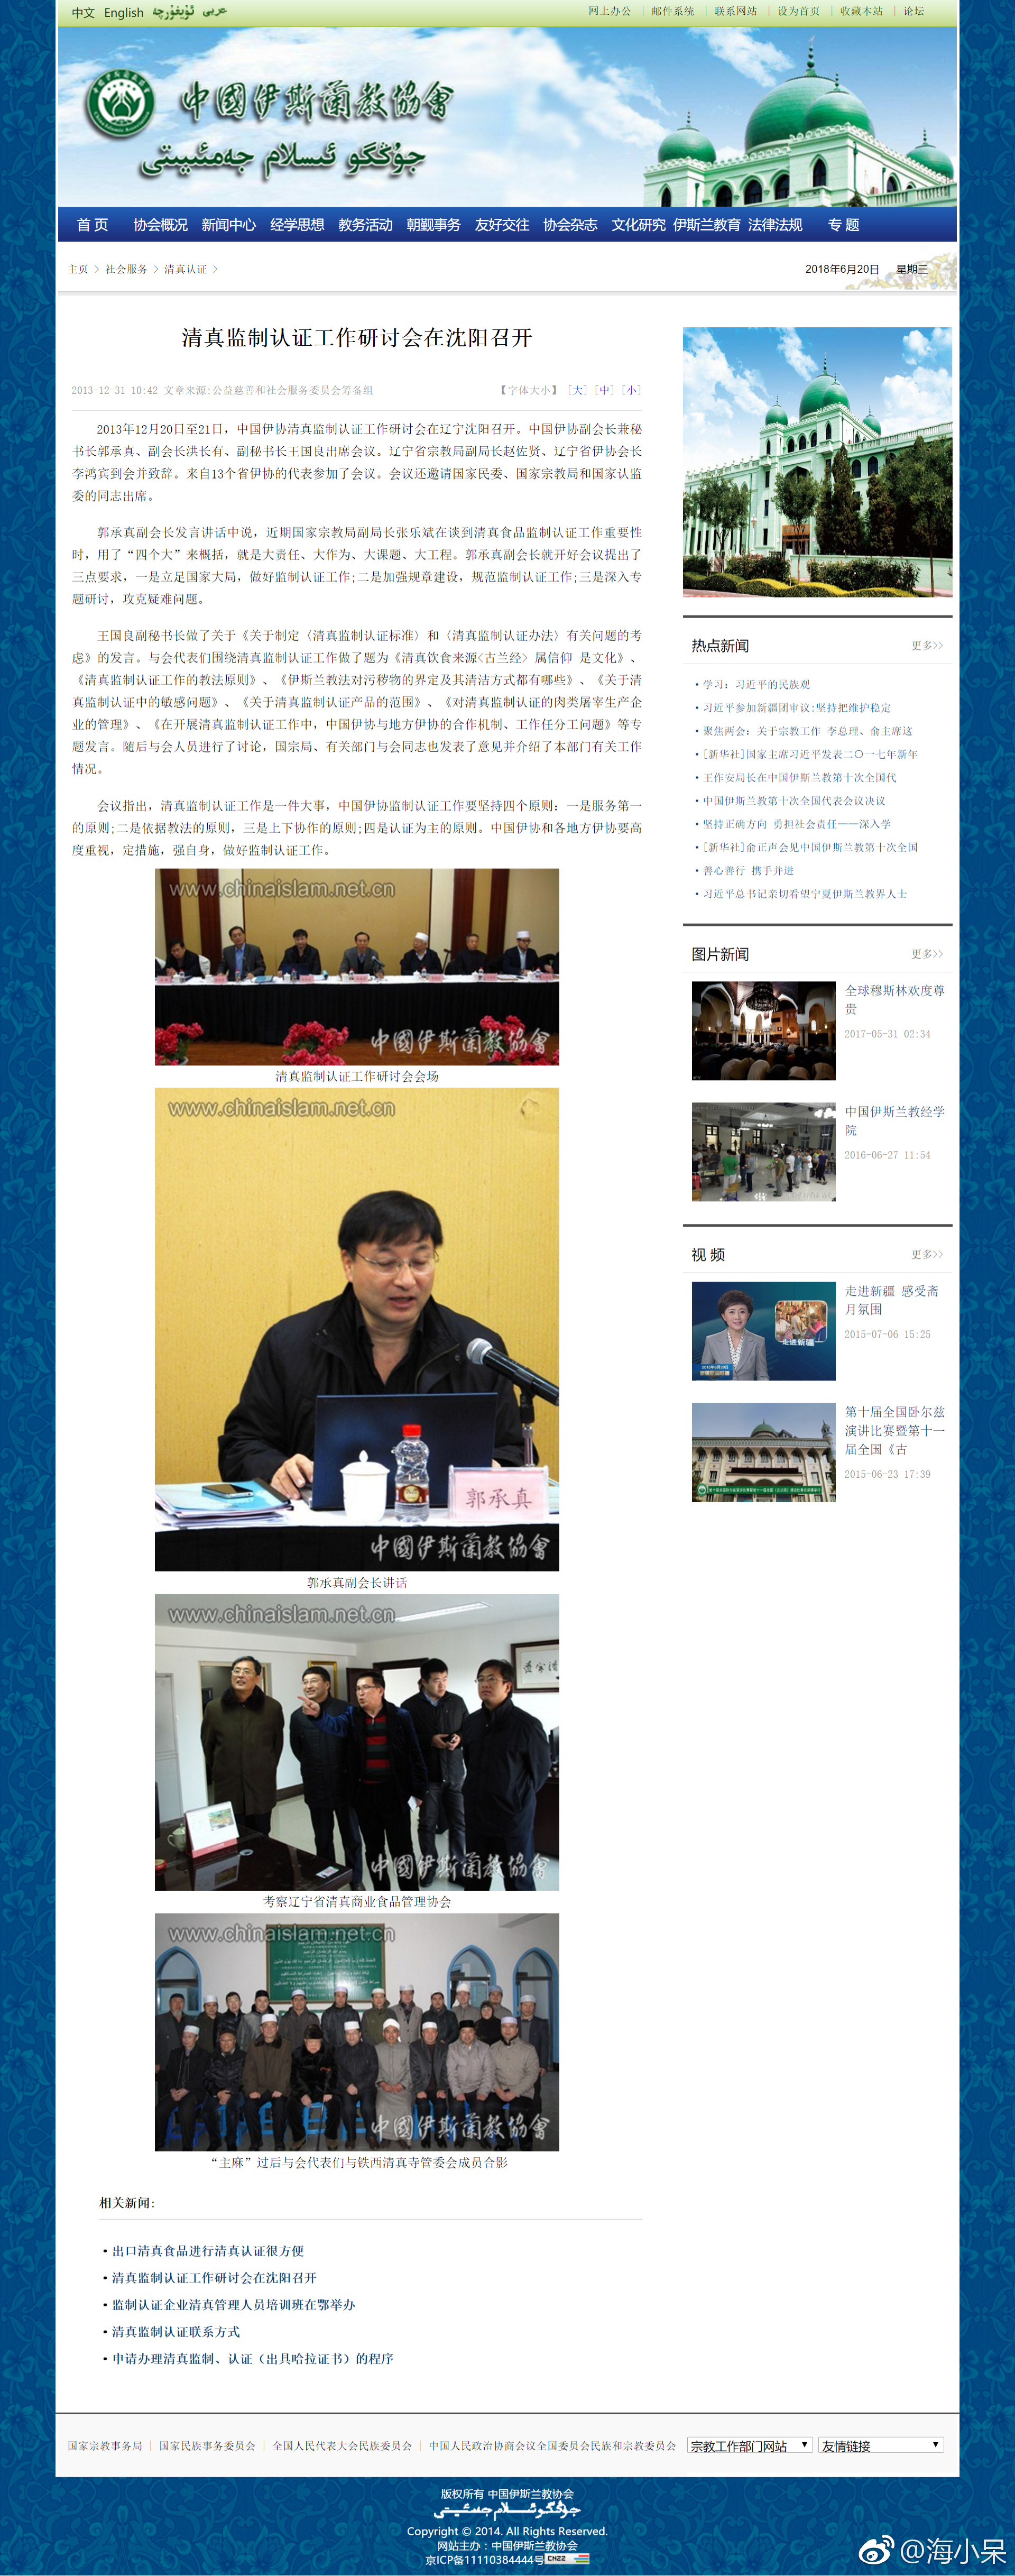 中文 English ئۇيغۇرچە عربى
网上办公 | 邮件系统 | 联系网站 | 设为首页 | 收藏本站 | 论坛
中國伊斯蘭教協會
جۇڭگو ئىسلام جەمئىيىتى
首 页 协会概况 新闻中心 经学思想 教务活动 朝觐事务 友好交往 协会杂志 文化研究 伊斯兰教育 法律法规 专 题
主页 > 社会服务 > 清真认证 >
2018年6月20日 星期三
清真监制认证工作研讨会在沈阳召开
2013-12-31 10:42 文章来源:公益慈善和社会服务委员会筹备组 【字体大小】 [大] [中] [小]
2013年12月20日至21日，中国伊协清真监制认证工作研讨会在辽宁沈阳召开。中国伊协副会长兼秘
书长郭承真、副会长洪长有、副秘书长王国良出席会议。辽宁省宗教局副局长赵佐贤、辽宁省伊协会长
李鸿宾到会并致辞。来自13个省伊协的代表参加了会议。会议还邀请国家民委、国家宗教局和国家认监
委的同志出席。
郭承真副会长发言讲话中说，近期国家宗教局副局长张乐斌在谈到清真食品监制认证工作重要性
时，用了“四个大”来概括，就是大责任、大作为、大课题、大工程。郭承真副会长就开好会议提出了
三点要求，一是立足国家大局，做好监制认证工作;二是加强规章建设，规范监制认证工作;三是深入专
题研讨，攻克疑难问题。
王国良副秘书长做了关于《关于制定〈清真监制认证标准〉和〈清真监制认证办法〉有关问题的考
虑》的发言。与会代表们围绕清真监制认证工作做了题为《清真饮食来源<古兰经> 属信仰 是文化》、
《清真监制认证工作的教法原则》、《伊斯兰教法对污秽物的界定及其清洁方式都有哪些》、《关于清
真监制认证中的敏感问题》、《关于清真监制认证产品的范围》、《对清真监制认证的肉类屠宰生产企
业的管理》、《在开展清真监制认证工作中，中国伊协与地方伊协的合作机制、工作任分工问题》等专
题发言。随后与会人员进行了讨论，国宗局、有关部门与会同志也发表了意见并介绍了本部门有关工作
情况。
会议指出，清真监制认证工作是一件大事，中国伊协监制认证工作要坚持四个原则：一是服务第一
的原则;二是依据教法的原则，三是上下协作的原则;四是认证为主的原则。中国伊协和各地方伊协要高
度重视，定措施，强自身，做好监制认证工作。
www.chinaislam.net.cn
中國伊斯蘭教協會
清真监制认证工作研讨会会场
www.chinaislam.net.cn
郭承真
中國伊斯蘭教協會
郭承真副会长讲话
www.chinaislam.net.cn
中國伊斯蘭教協會
考察辽宁省清真商业食品管理协会
www.chinaislam.net.cn
中國伊斯蘭教協會
“主麻”过后与会代表们与铁西清真寺管委会成员合影
相关新闻:
出口清真食品进行清真认证很方便
清真监制认证工作研讨会在沈阳召开
监制认证企业清真管理人员培训班在鄂举办
清真监制认证联系方式
申请办理清真监制、认证（出具哈拉证书）的程序
热点新闻 更多>>
学习：习近平的民族观
习近平参加新疆团审议:坚持把维护稳定
聚焦两会：关于宗教工作 李总理、俞主席这
[新华社]国家主席习近平发表二〇一七年新年
王作安局长在中国伊斯兰教第十次全国代
中国伊斯兰教第十次全国代表会议决议
坚持正确方向 勇担社会责任——深入学
[新华社]俞正声会见中国伊斯兰教第十次全国
善心善行 携手并进
习近平总书记亲切看望宁夏伊斯兰教界人士
图片新闻 更多>>
全球穆斯林欢度尊
贵
2017-05-31 02:34
中国伊斯兰教经学
院
2016-06-27 11:54
视 频 更多>>
走进新疆
走进新疆 感受斋
月氛围
2015-07-06 15:25
第十届全国卧尔兹
演讲比赛暨第十一
届全国《古
2015-06-23 17:39
国家宗教事务局 | 国家民族事务委员会 | 全国人民代表大会民族委员会 | 中国人民政治协商会议全国委员会民族和宗教委员会 宗教工作部门网站 友情链接
版权所有 中国伊斯兰教协会
جۇڭگو ئىسلام جەمئىيىتى
Copyright © 2014. All Rights Reserved.
网站主办：中国伊斯兰教协会
京ICP备11110384444号 CNZZ
@海小呆